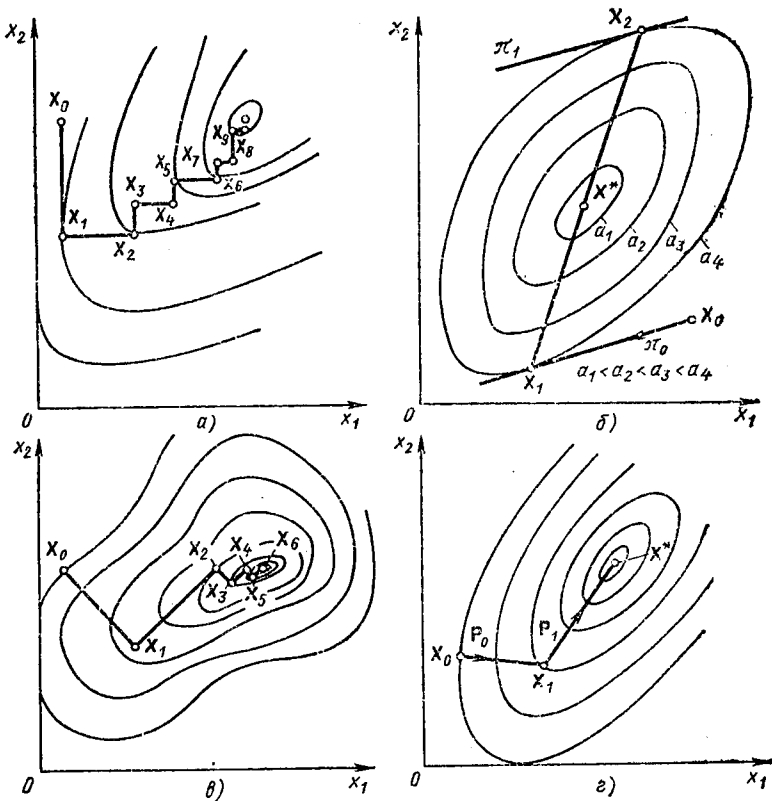 x₂
X₀
X₁
X₂
X₃
X₄
X₅
X₆
X₇
X₈
X₉
0
а)
x₁
x₂
π₁
X₂
X*
a₁
a₂
a₃
a₄
X₀
π₀
X₁
a₁ < a₂ < a₃ < a₄
0
б)
x₁
x₂
X₀
X₁
X₂
X₃
X₄
X₅
X₆
0
в)
x₁
x₂
X₀
P₀
P₁
X₁
X*
0
г)
x₁